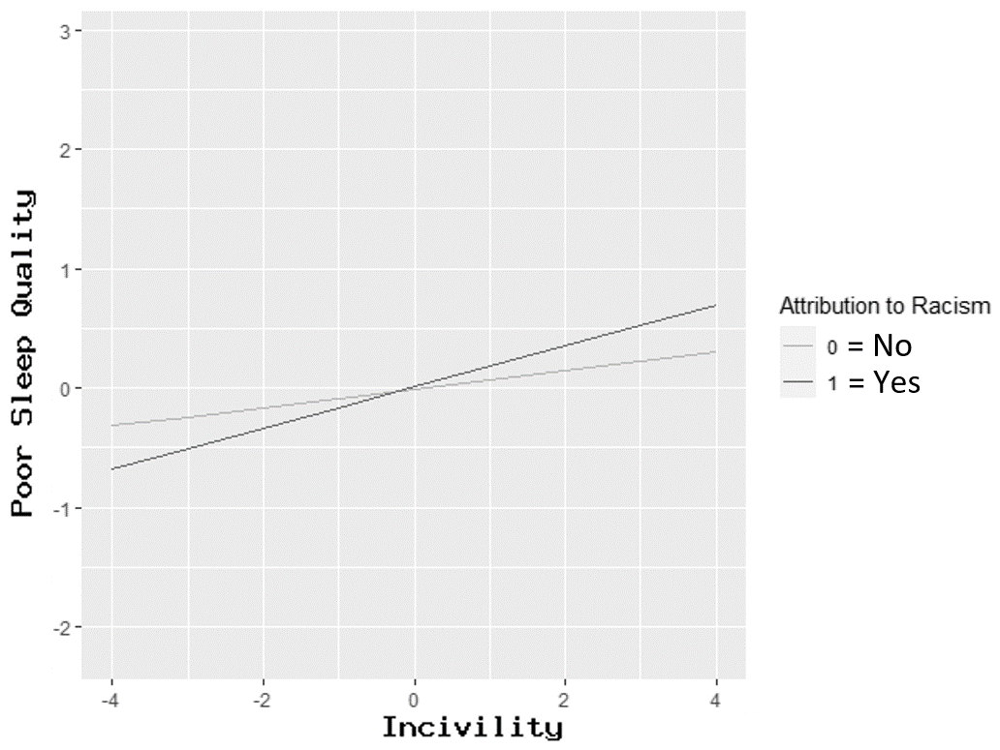 3
2
1
0
-1
-2
Poor Sleep Quality
-4
-2
0
2
4
Incivility
Attribution to Racism
0 = No
1 = Yes